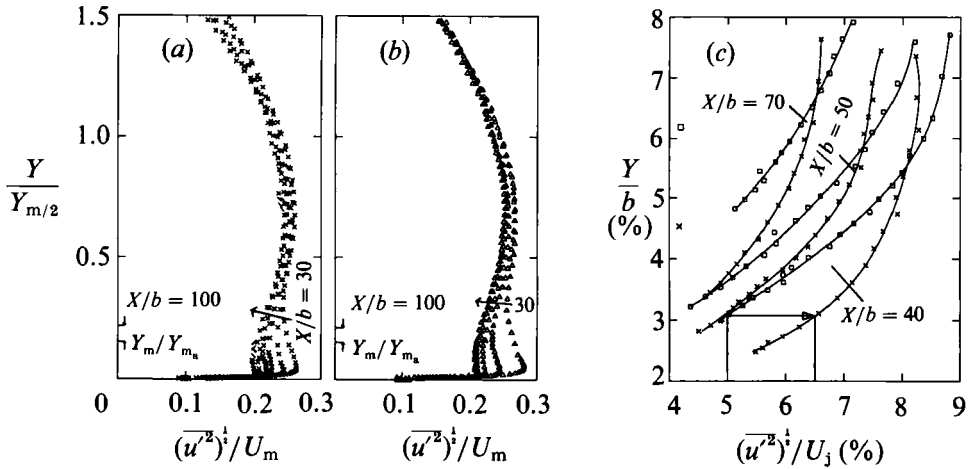 1.5
(a)
(b)
1.0
Y
Y_{m/2}
0.5
X/b = 100
X/b = 30
Y_m/Y_{m_a}
0
0.1
0.2
0.3
(\overline{u'^2})^{½}/U_m
X/b = 100
30
Y_m/Y_{m_a}
0.1
0.2
0.3
(\overline{u'^2})^{½}/U_m
8
(c)
7
X/b = 70
X/b = 50
6
Y
b
(%)
5
4
X/b = 40
3
2
4
5
6
7
8
9
(\overline{u'^2})^{½}/U_j (%)